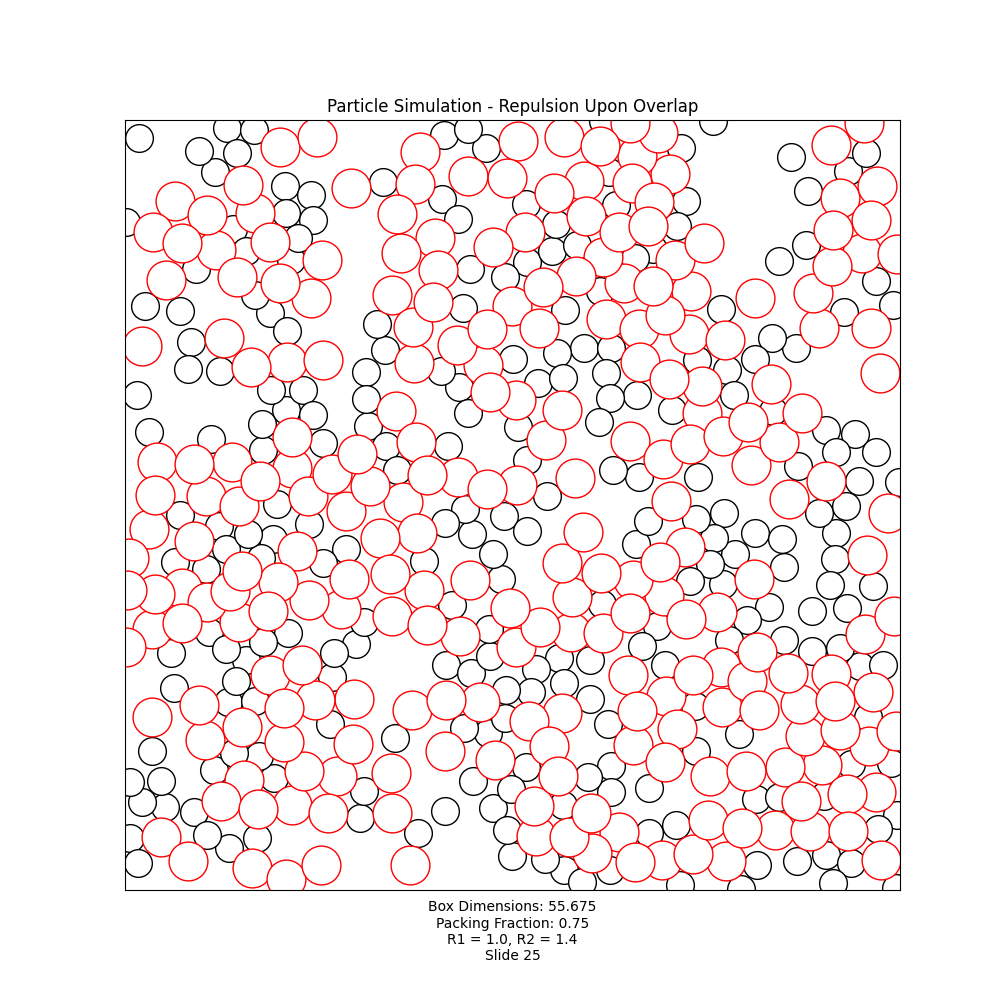 Particle Simulation - Repulsion Upon Overlap
Box Dimensions: 55.675
Packing Fraction: 0.75
R1 = 1.0, R2 = 1.4
Slide 25